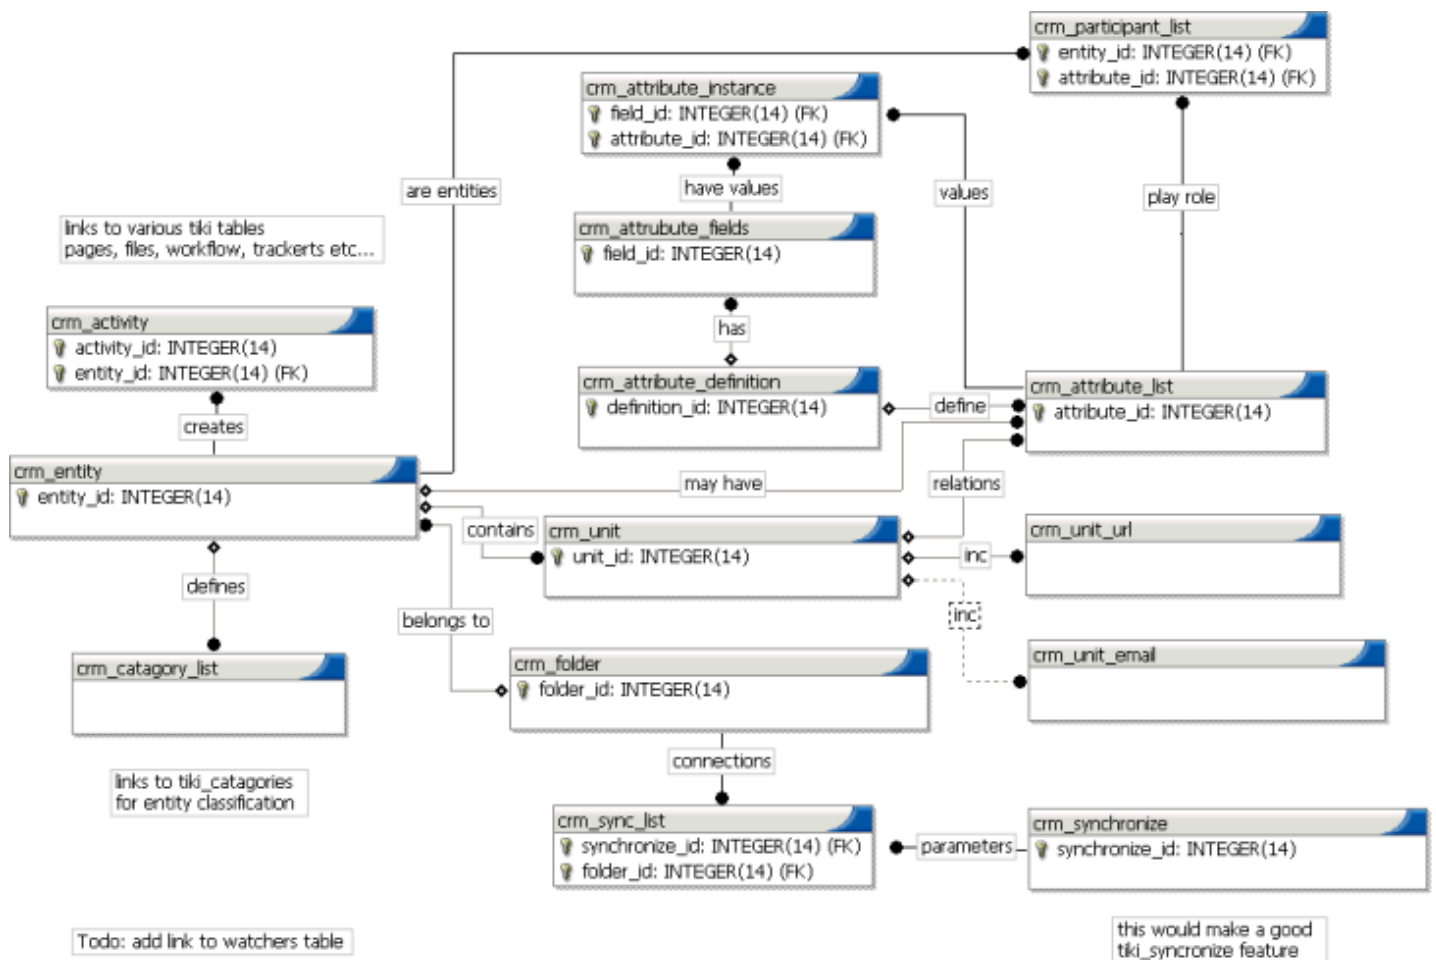 crm_participant_list
entity_id: INTEGER(14) (FK)
attribute_id: INTEGER(14) (FK)
crm_attribute_instance
field_id: INTEGER(14) (FK)
attribute_id: INTEGER(14) (FK)
are entities
have values
values
play role
links to various tiki tables
pages, files, workflow, trackerts etc...
crm_attrubute_fields
field_id: INTEGER(14)
crm_activity
activity_id: INTEGER(14)
entity_id: INTEGER(14) (FK)
has
crm_attribute_definition
definition_id: INTEGER(14)
define
crm_attribute_list
attribute_id: INTEGER(14)
creates
crm_entity
entity_id: INTEGER(14)
may have
relations
contains
crm_unit
unit_id: INTEGER(14)
inc
crm_unit_url
defines
belongs to
inc
crm_unit_email
crm_catagory_list
crm_folder
folder_id: INTEGER(14)
connections
links to tiki_catagories
for entity classification
crm_sync_list
synchronize_id: INTEGER(14) (FK)
folder_id: INTEGER(14) (FK)
parameters
crm_synchronize
synchronize_id: INTEGER(14)
Todo: add link to watchers table
this would make a good
tiki_syncronize feature